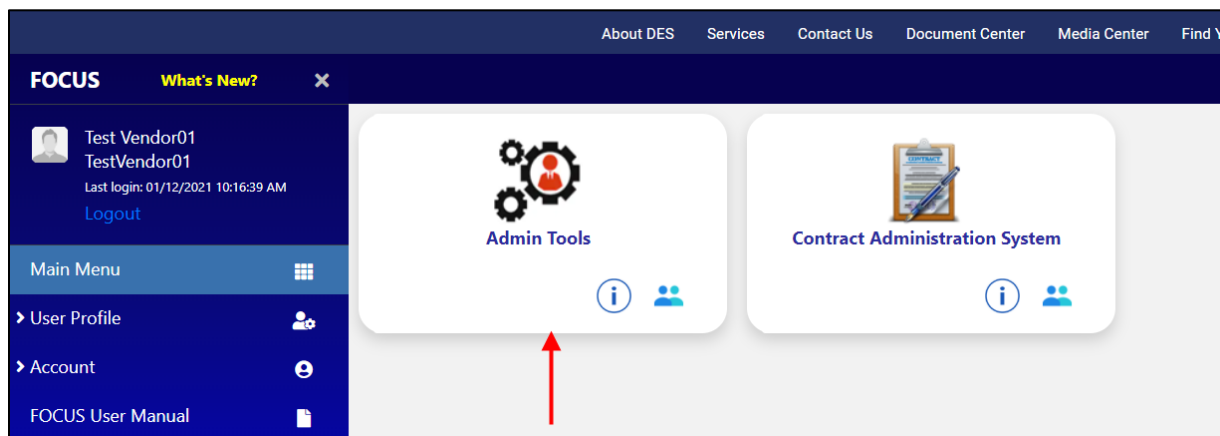 About DES Services Contact Us Document Center Media Center Find Y
FOCUS What's New?
Test Vendor01
TestVendor01
Last login: 01/12/2021 10:16:39 AM
Logout
Main Menu
User Profile
Account
FOCUS User Manual
Admin Tools
CONTRACT
Contract Administration System